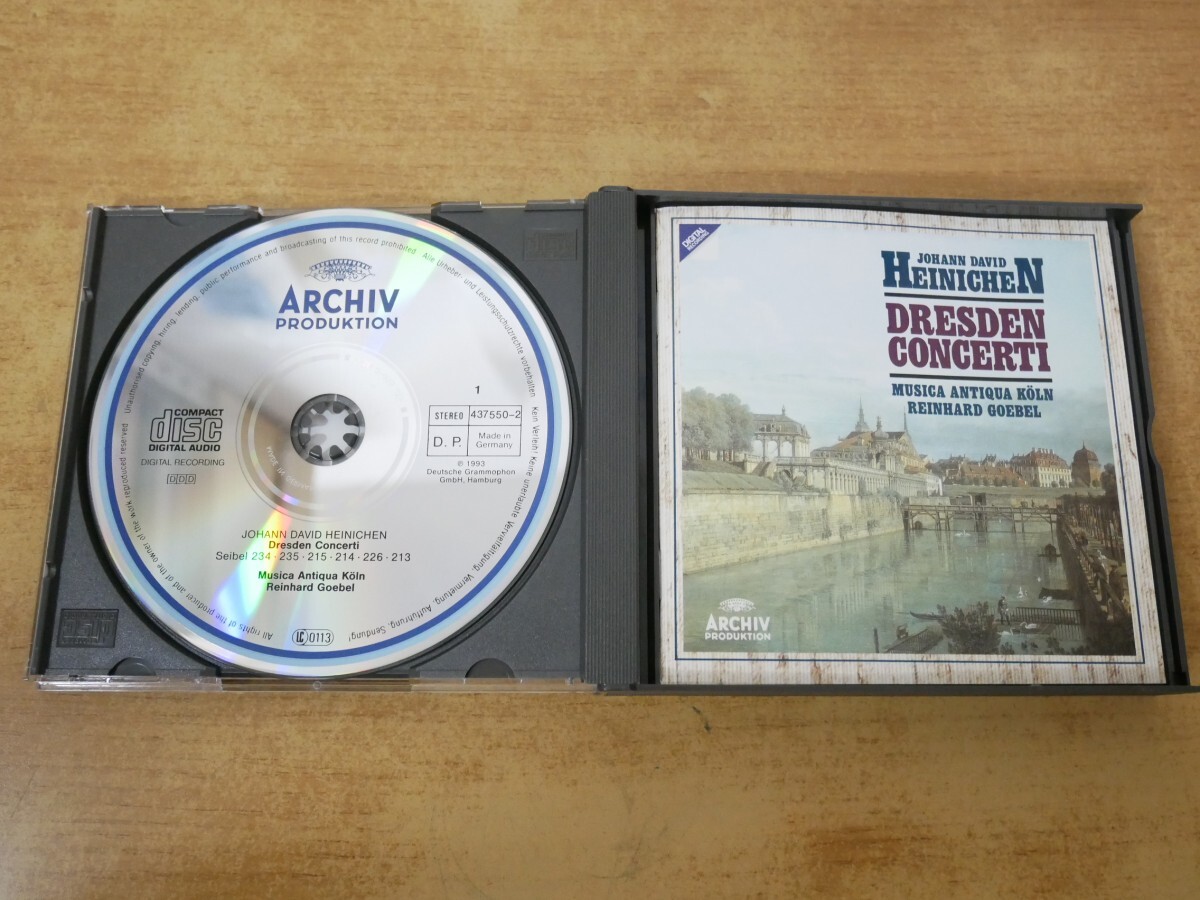 ARCHIV
PRODUKTION
COMPACT
disc
DIGITAL AUDIO
DIGITAL RECORDING
DDD
1
STEREO
437550-2
D. P.
Made in
Germany
℗ 1993
Deutsche Grammophon
GmbH, Hamburg
JOHANN DAVID HEINICHEN
Dresden Concerti
Seibel 234 · 235 · 215 · 214 · 226 · 213
Musica Antiqua Köln
Reinhard Goebel
LC 0113
All rights of the producer and of the owner of the work reproduced reserved Unauthorised copying, hiring, lending, public performance and broadcasting of this record prohibited Alle Urheber- und Leistungsschutzrechte vorbehalten Kein Verleih! Keine unerlaubte Vervielfältigung, Vermietung, Aufführung, Sendung!
DIGITAL
RECORDING
JOHANN DAVID
HEINICHEN
DRESDEN
CONCERTI
MUSICA ANTIQUA KÖLN
REINHARD GOEBEL
ARCHIV
PRODUKTION